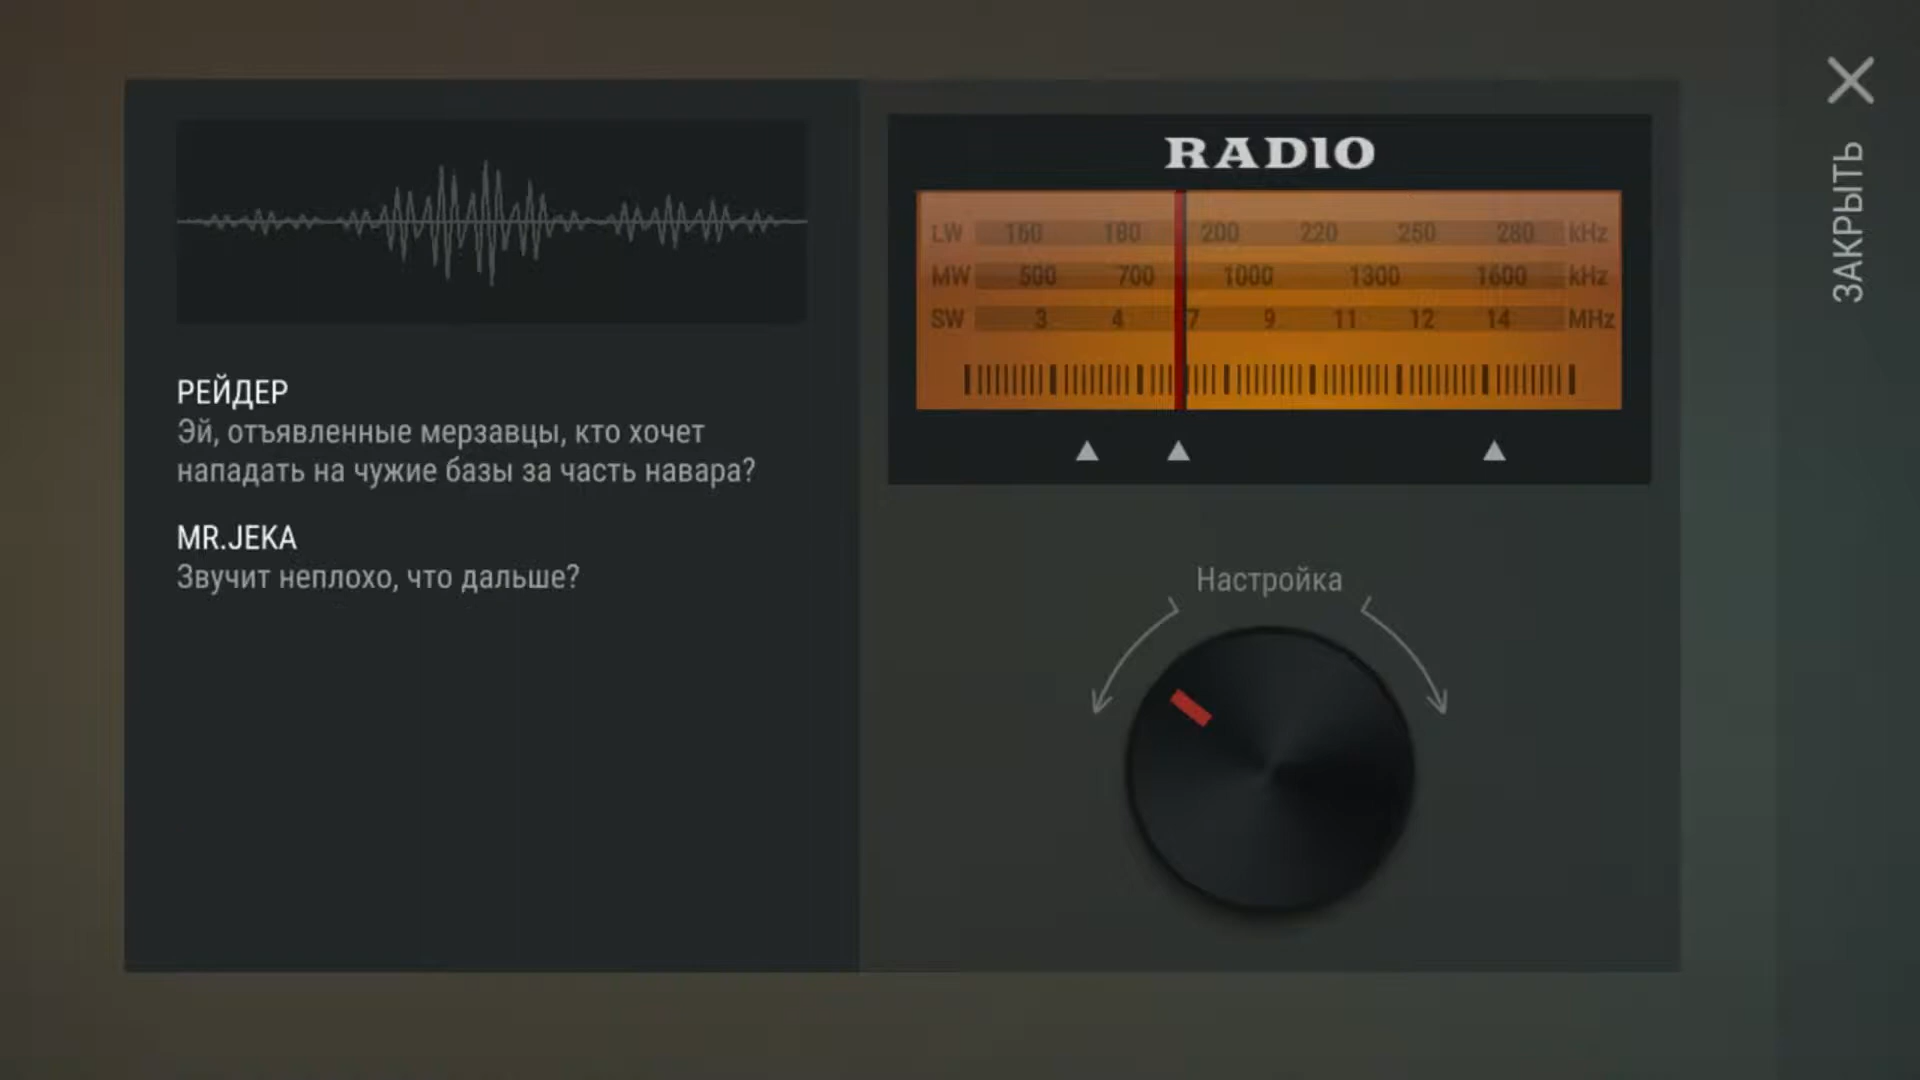 РЕЙДЕР
Эй, отъявленные мерзавцы, кто хочет
нападать на чужие базы за часть навара?
MR.JEKA
Звучит неплохо, что дальше?
RADIO
LW 160 180 200 220 250 280 kHz
MW 500 700 1000 1300 1600 kHz
SW 3 4 7 9 11 12 14 MHz
Настройка
ЗАКРЫТЬ